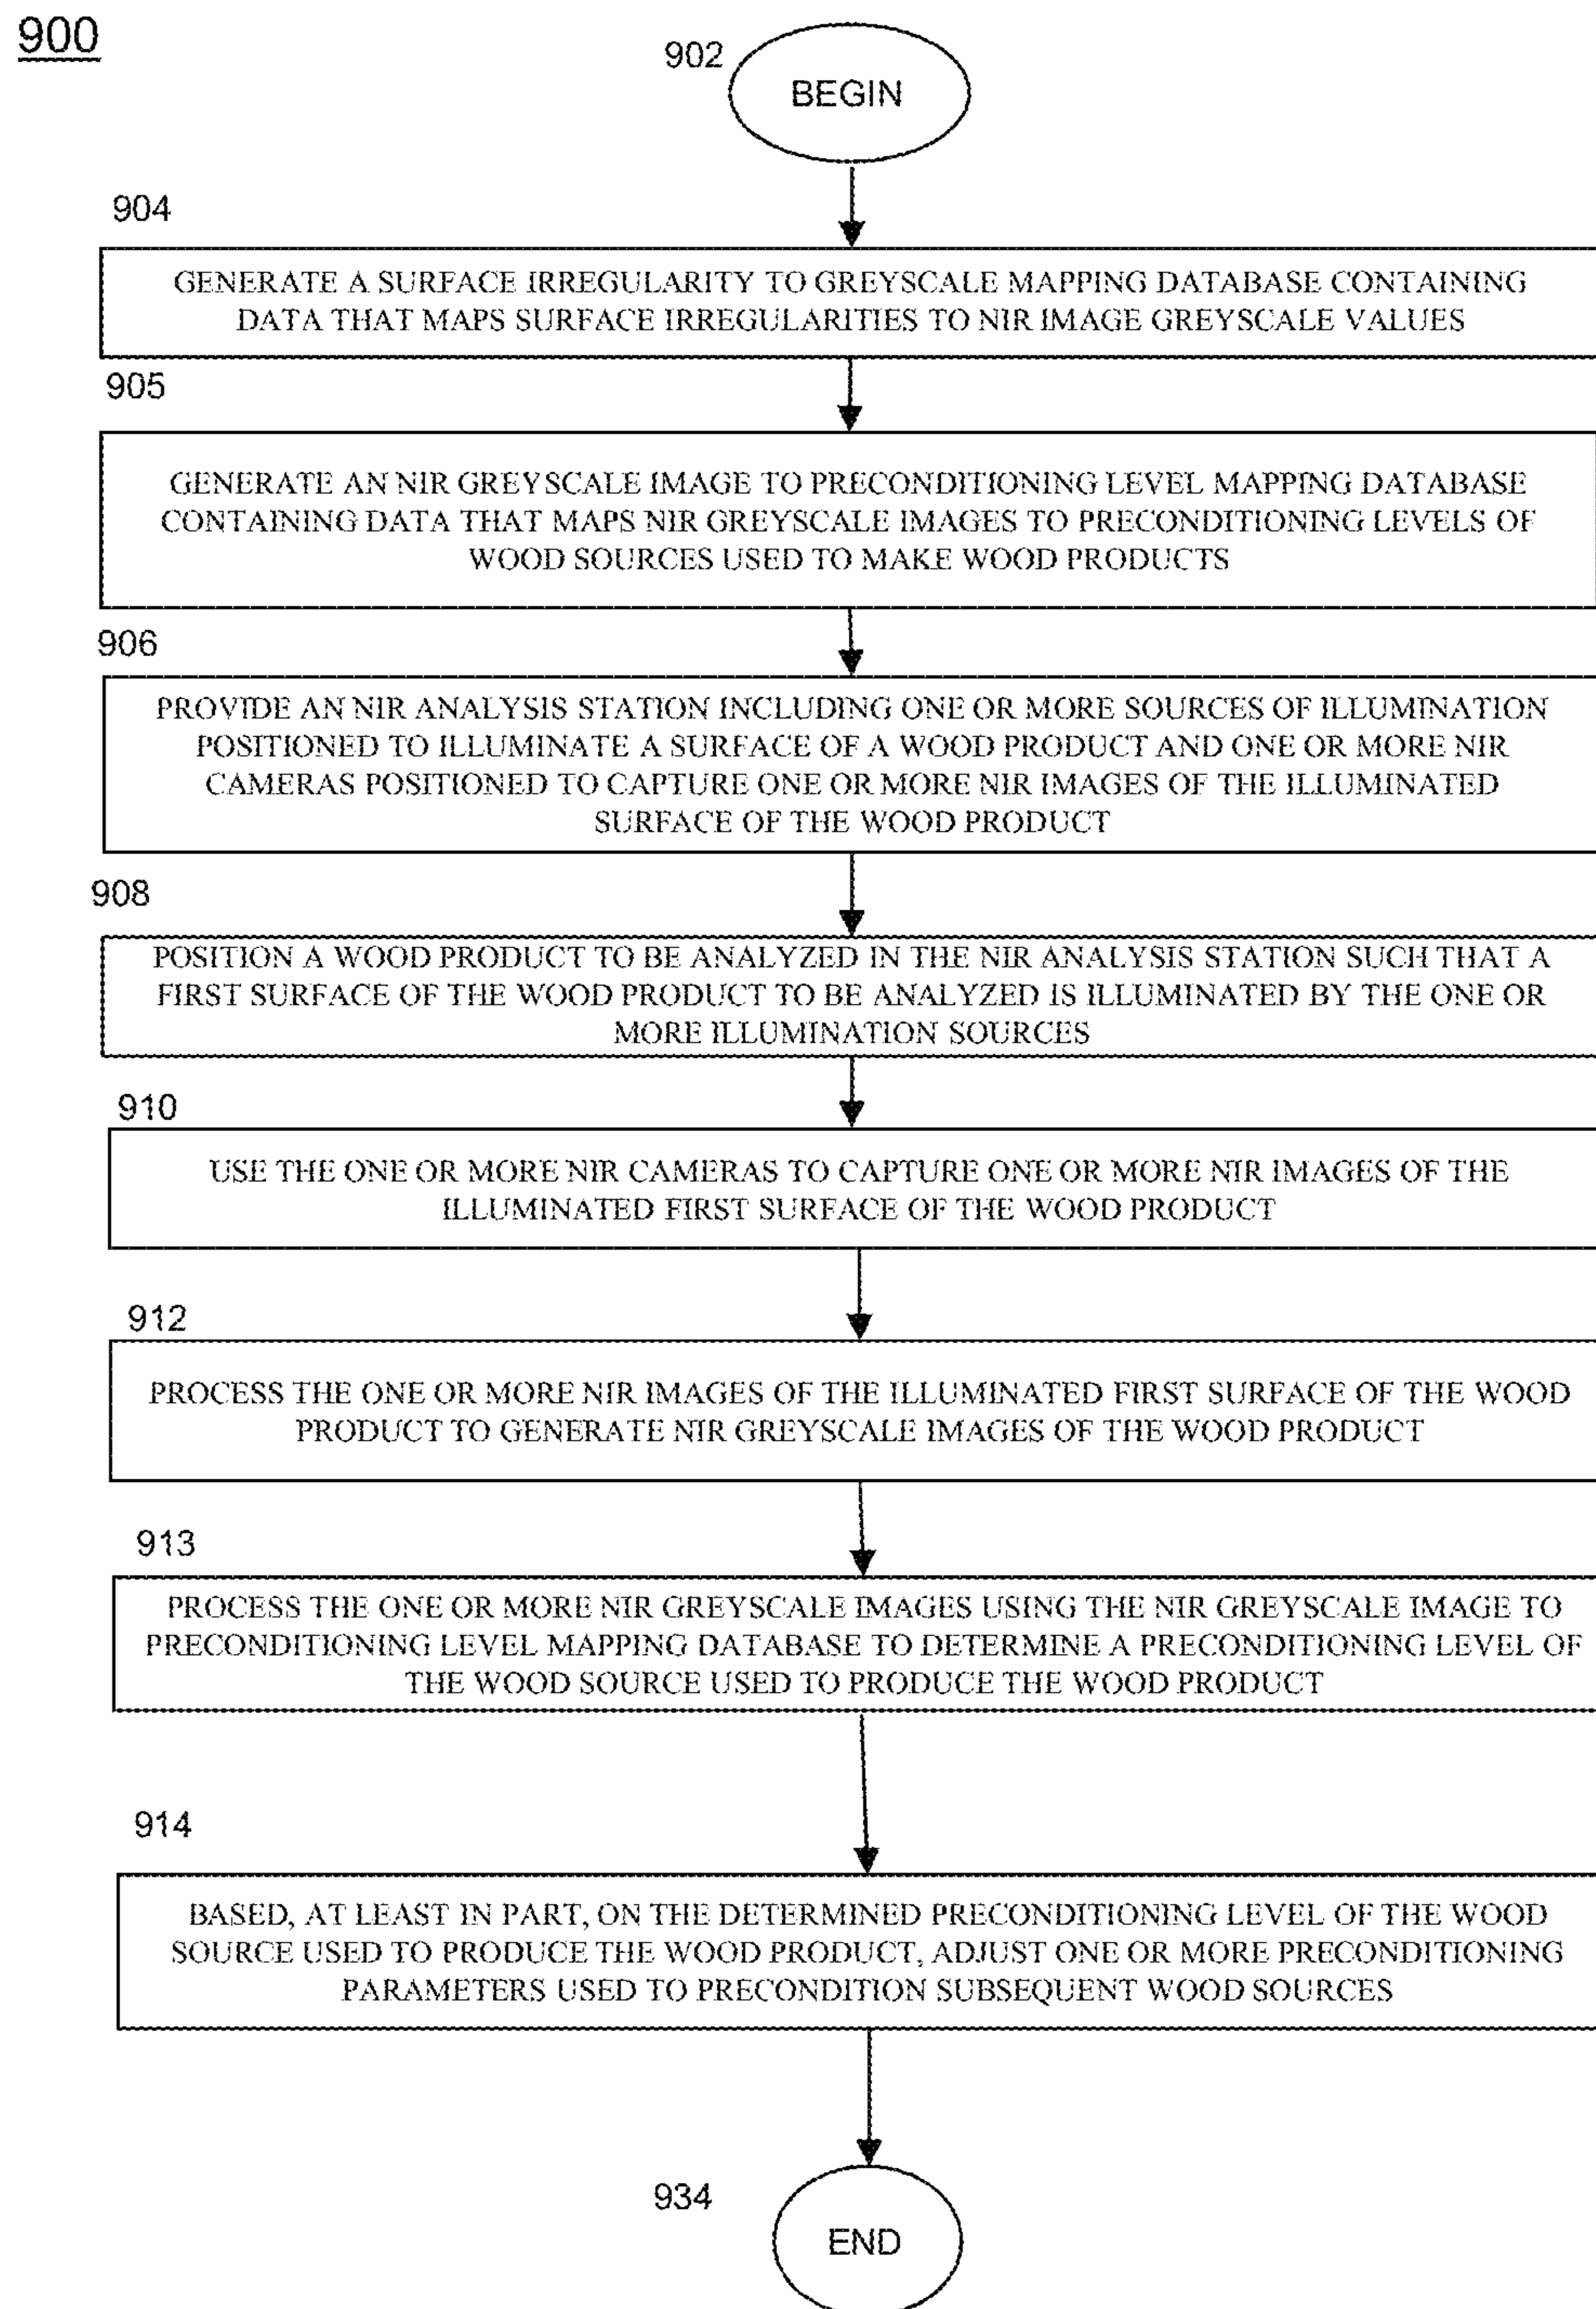 900
902
BEGIN
904
GENERATE A SURFACE IRREGULARITY TO GREYSCALE MAPPING DATABASE CONTAINING
DATA THAT MAPS SURFACE IRREGULARITIES TO NIR IMAGE GREYSCALE VALUES
905
GENERATE AN NIR GREYSCALE IMAGE TO PRECONDITIONING LEVEL MAPPING DATABASE
CONTAINING DATA THAT MAPS NIR GREYSCALE IMAGES TO PRECONDITIONING LEVELS OF
WOOD SOURCES USED TO MAKE WOOD PRODUCTS
906
PROVIDE AN NIR ANALYSIS STATION INCLUDING ONE OR MORE SOURCES OF ILLUMINATION
POSITIONED TO ILLUMINATE A SURFACE OF A WOOD PRODUCT AND ONE OR MORE NIR
CAMERAS POSITIONED TO CAPTURE ONE OR MORE NIR IMAGES OF THE ILLUMINATED
SURFACE OF THE WOOD PRODUCT
908
POSITION A WOOD PRODUCT TO BE ANALYZED IN THE NIR ANALYSIS STATION SUCH THAT A
FIRST SURFACE OF THE WOOD PRODUCT TO BE ANALYZED IS ILLUMINATED BY THE ONE OR
MORE ILLUMINATION SOURCES
910
USE THE ONE OR MORE NIR CAMERAS TO CAPTURE ONE OR MORE NIR IMAGES OF THE
ILLUMINATED FIRST SURFACE OF THE WOOD PRODUCT
912
PROCESS THE ONE OR MORE NIR IMAGES OF THE ILLUMINATED FIRST SURFACE OF THE WOOD
PRODUCT TO GENERATE NIR GREYSCALE IMAGES OF THE WOOD PRODUCT
913
PROCESS THE ONE OR MORE NIR GREYSCALE IMAGES USING THE NIR GREYSCALE IMAGE TO
PRECONDITIONING LEVEL MAPPING DATABASE TO DETERMINE A PRECONDITIONING LEVEL OF
THE WOOD SOURCE USED TO PRODUCE THE WOOD PRODUCT
914
BASED, AT LEAST IN PART, ON THE DETERMINED PRECONDITIONING LEVEL OF THE WOOD
SOURCE USED TO PRODUCE THE WOOD PRODUCT, ADJUST ONE OR MORE PRECONDITIONING
PARAMETERS USED TO PRECONDITION SUBSEQUENT WOOD SOURCES
934
END